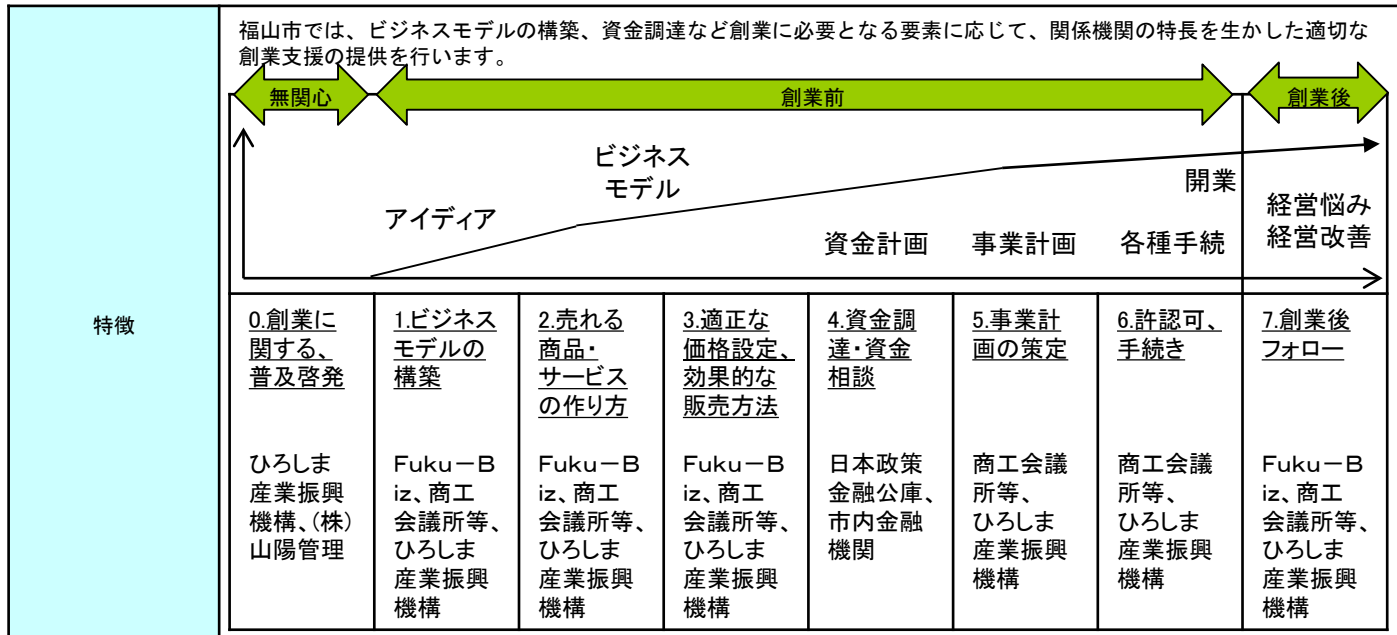 特徴
福山市では、ビジネスモデルの構築、資金調達など創業に必要となる要素に応じて、関係機関の特長を生かした適切な
創業支援の提供を行います。
無関心
創業前
創業後
アイディア
ビジネス
モデル
資金計画
事業計画
開業
各種手続
経営悩み
経営改善
0.創業に
関する、
普及啓発
ひろしま
産業振興
機構、(株)
山陽管理
1.ビジネス
モデルの
構築
Fuku-B
iz、商工
会議所等、
ひろしま
産業振興
機構
2.売れる
商品・
サービス
の作り方
Fuku-B
iz、商工
会議所等、
ひろしま
産業振興
機構
3.適正な
価格設定、
効果的な
販売方法
Fuku-B
iz、商工
会議所等、
ひろしま
産業振興
機構
4.資金調
達・資金
相談
日本政策
金融公庫、
市内金融
機関
5.事業計
画の策定
商工会議
所等、
ひろしま
産業振興
機構
6.許認可、
手続き
商工会議
所等、
ひろしま
産業振興
機構
7.創業後
フォロー
Fuku-B
iz、商工
会議所等、
ひろしま
産業振興
機構